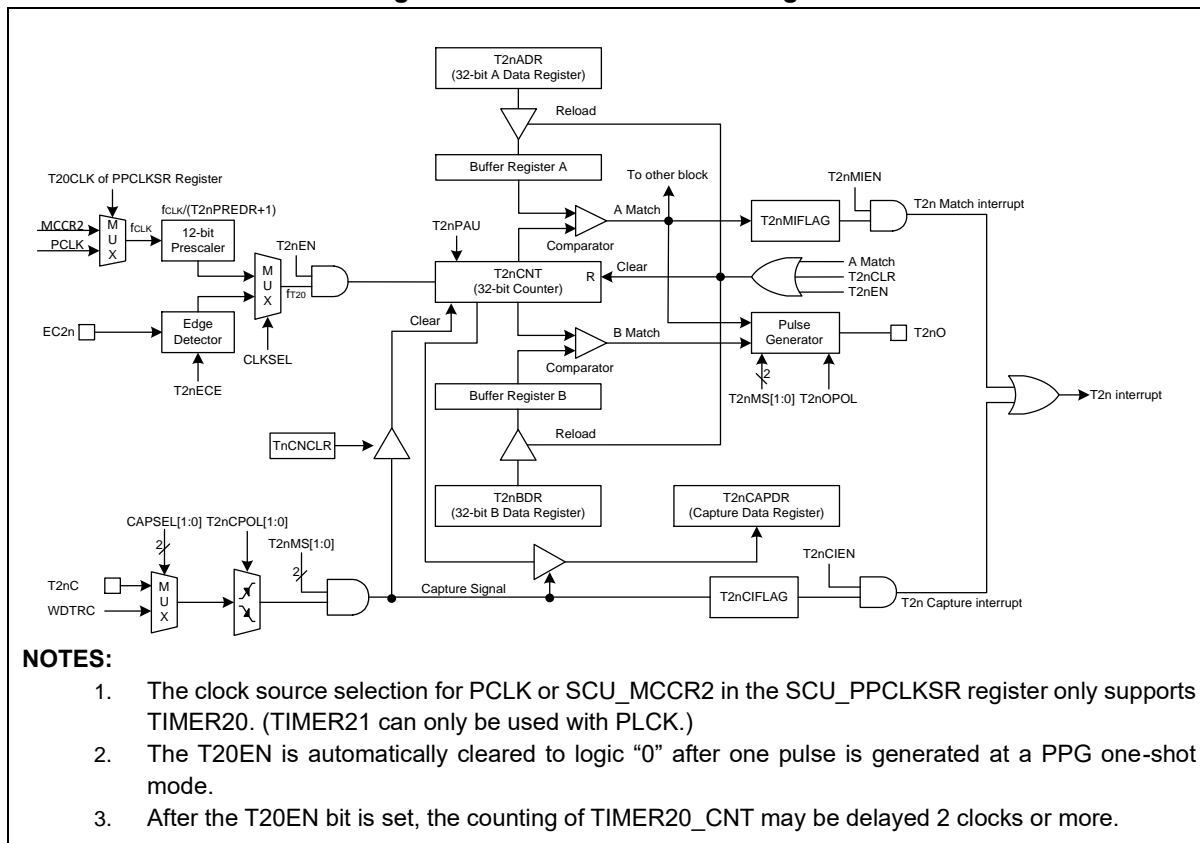 T2nADR
(32-bit A Data Register)
Reload
Buffer Register A
To other block
T2nMIEN
T20CLK of PPCLKSR Register
fCLK/(T2nPREDR+1)
MCCR2
PCLK
MUX
fCLK
12-bit
Prescaler
T2nEN
MUX
fT20
T2nPAU
A Match
Comparator
T2nMIFLAG
T2n Match interrupt
T2nCNT
(32-bit Counter)
R
Clear
A Match
T2nCLR
T2nEN
EC2n
Edge
Detector
CLKSEL
T2nECE
Clear
B Match
Comparator
Pulse
Generator
T2nO
2
T2nMS[1:0]
T2nOPOL
T2n interrupt
Buffer Register B
TnCNCLR
Reload
T2nBDR
(32-bit B Data Register)
T2nCAPDR
(Capture Data Register)
CAPSEL[1:0]
T2nCPOL[1:0]
T2nMS[1:0]
2
2
T2nC
WDTRC
MUX
Capture Signal
T2nCIEN
T2nCIFLAG
T2n Capture interrupt
NOTES:
1. The clock source selection for PCLK or SCU_MCCR2 in the SCU_PPCLKSR register only supports
TIMER20. (TIMER21 can only be used with PLCK.)
2. The T20EN is automatically cleared to logic “0” after one pulse is generated at a PPG one-shot
mode.
3. After the T20EN bit is set, the counting of TIMER20_CNT may be delayed 2 clocks or more.